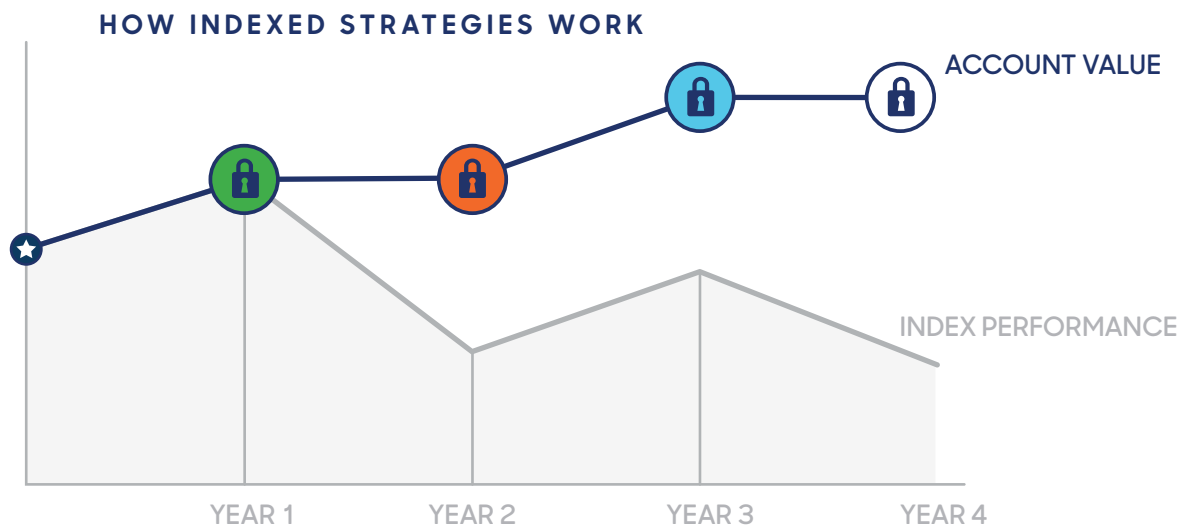 HOW INDEXED STRATEGIES WORK
ACCOUNT VALUE
INDEX PERFORMANCE
YEAR 1
YEAR 2
YEAR 3
YEAR 4